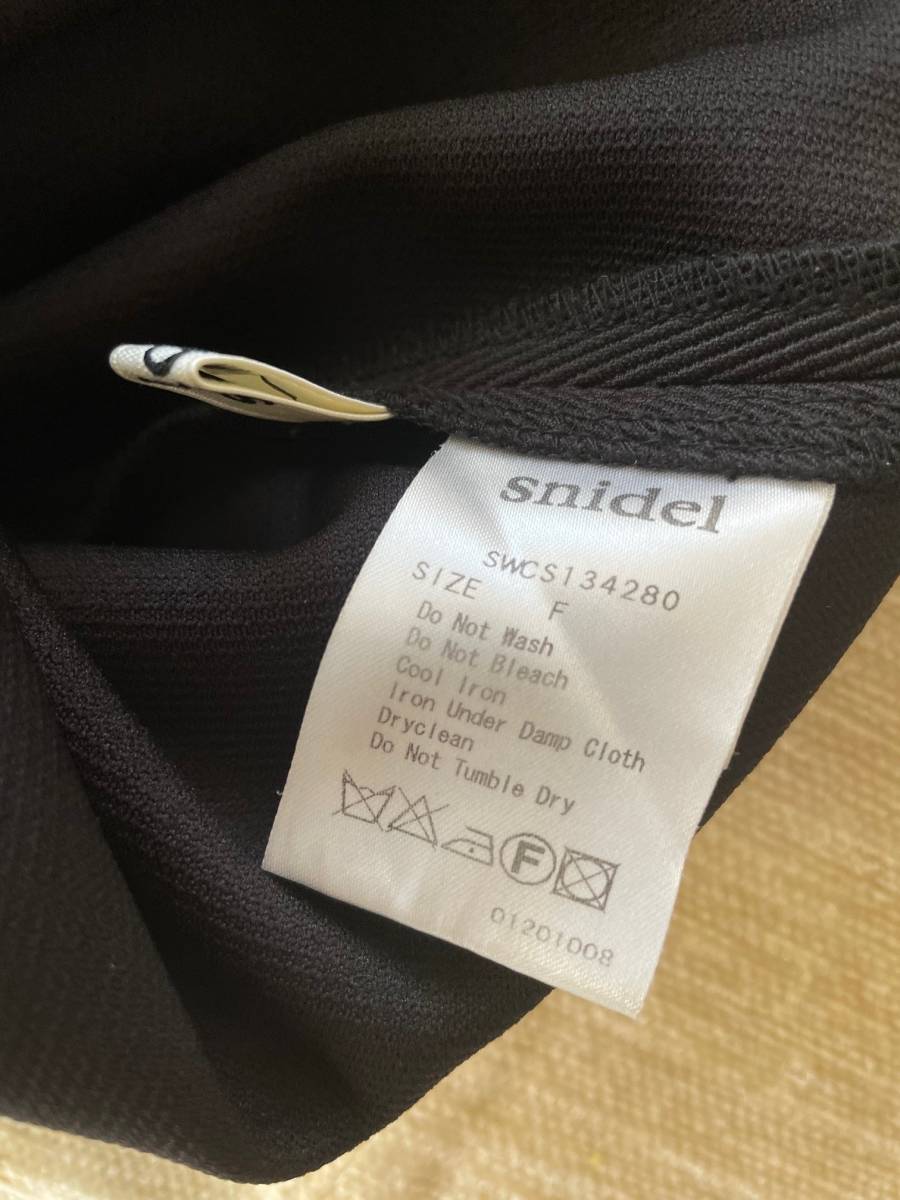 snidel
SWCS134280
SIZE F
Do Not Wash
Do Not Bleach
Cool Iron
Iron Under Damp Cloth
Dryclean
Do Not Tumble Dry
F
01201008